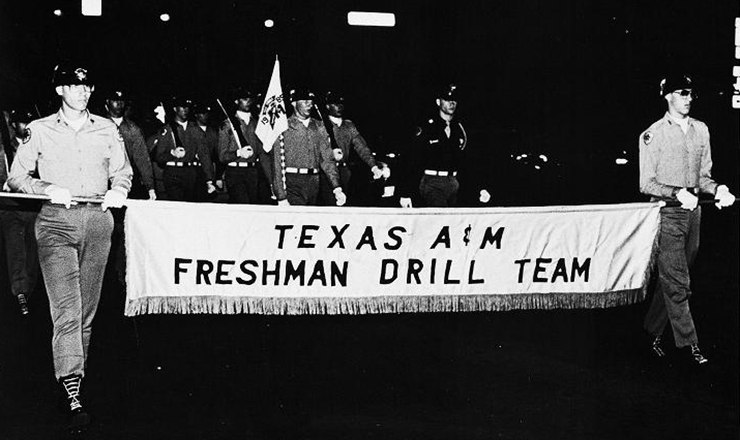 TEXAS A & M
FRESHMAN DRILL TEAM